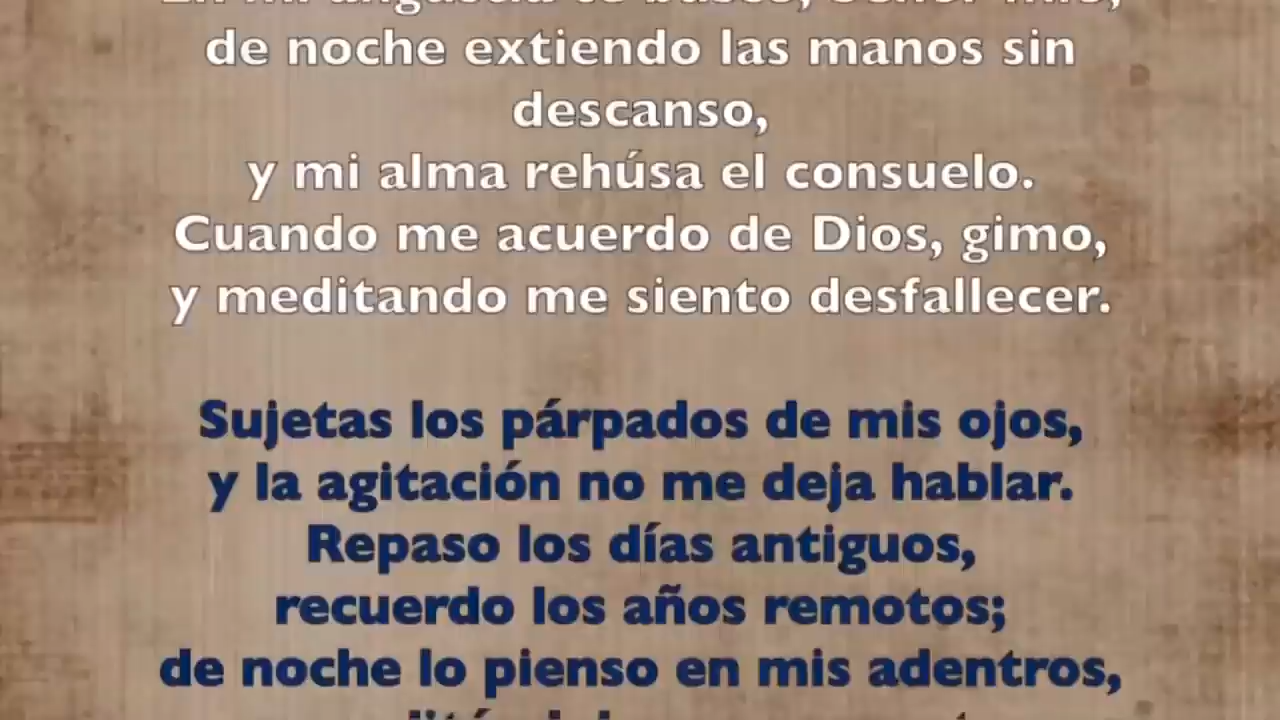 de noche extiendo las manos sin
descanso,
y mi alma rehúsa el consuelo.
Cuando me acuerdo de Dios, gimo,
y meditando me siento desfallecer.
Sujetas los párpados de mis ojos,
y la agitación no me deja hablar.
Repaso los días antiguos,
recuerdo los años remotos;
de noche lo pienso en mis adentros,